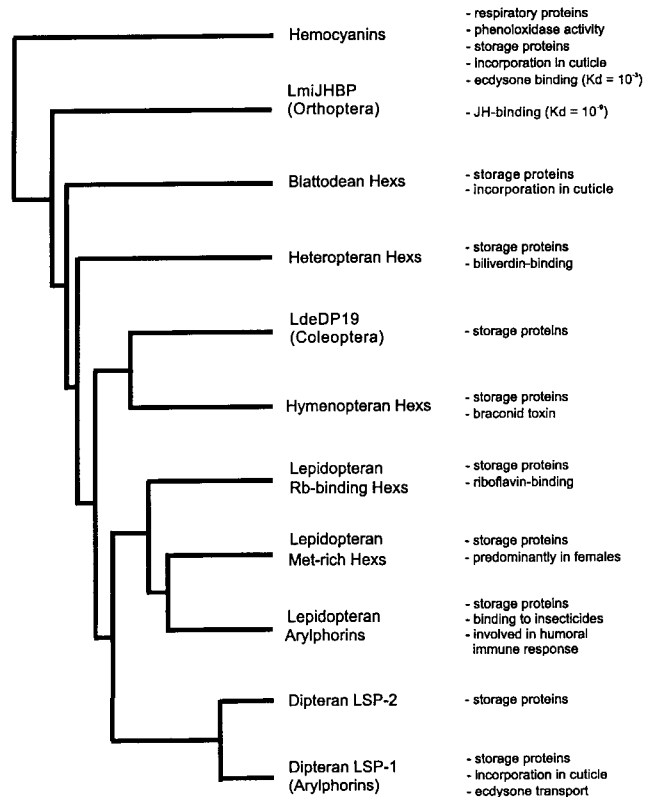 Hemocyanins
- respiratory proteins
- phenoloxidase activity
- storage proteins
- incorporation in cuticle
- ecdysone binding (Kd = 10⁻³)
LmiJHBP
(Orthoptera)
- JH-binding (Kd = 10⁻⁹)
Blattodean Hexs
- storage proteins
- incorporation in cuticle
Heteropteran Hexs
- storage proteins
- biliverdin-binding
LdeDP19
(Coleoptera)
- storage proteins
Hymenopteran Hexs
- storage proteins
- braconid toxin
Lepidopteran
Rb-binding Hexs
- storage proteins
- riboflavin-binding
Lepidopteran
Met-rich Hexs
- storage proteins
- predominantly in females
Lepidopteran
Arylphorins
- storage proteins
- binding to insecticides
- involved in humoral
immune response
Dipteran LSP-2
- storage proteins
Dipteran LSP-1
(Arylphorins)
- storage proteins
- incorporation in cuticle
- ecdysone transport